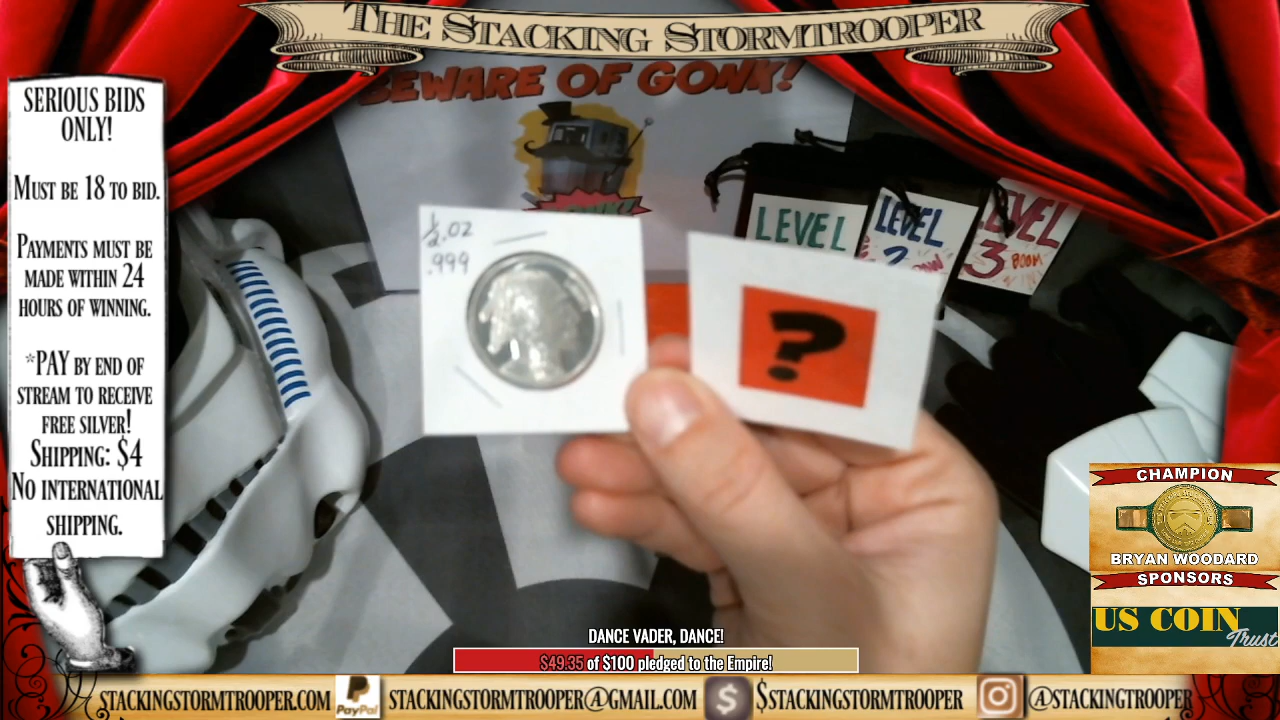 THE STACKING STORMTROOPER
BEWARE OF GONK!
SERIOUS BIDS
ONLY!
MUST BE 18 TO BID.
PAYMENTS MUST BE
MADE WITHIN 24
HOURS OF WINNING.
*PAY BY END OF
STREAM TO RECEIVE
FREE SILVER!
SHIPPING: $4
NO INTERNATIONAL
SHIPPING.
LEVEL
LEVEL
2
LEVEL
3 BOOM
1/2 OZ
.999
?
CHAMPION
BRYAN WOODARD
SPONSORS
US COIN
Trust
DANCE VADER, DANCE!
$49.35 of $100 pledged to the Empire!
STACKINGSTORMTROOPER.COM
PayPal
STACKINGSTORMTROOPER@GMAIL.COM
$
$STACKINGSTORMTROOPER
@STACKINGTROOPER